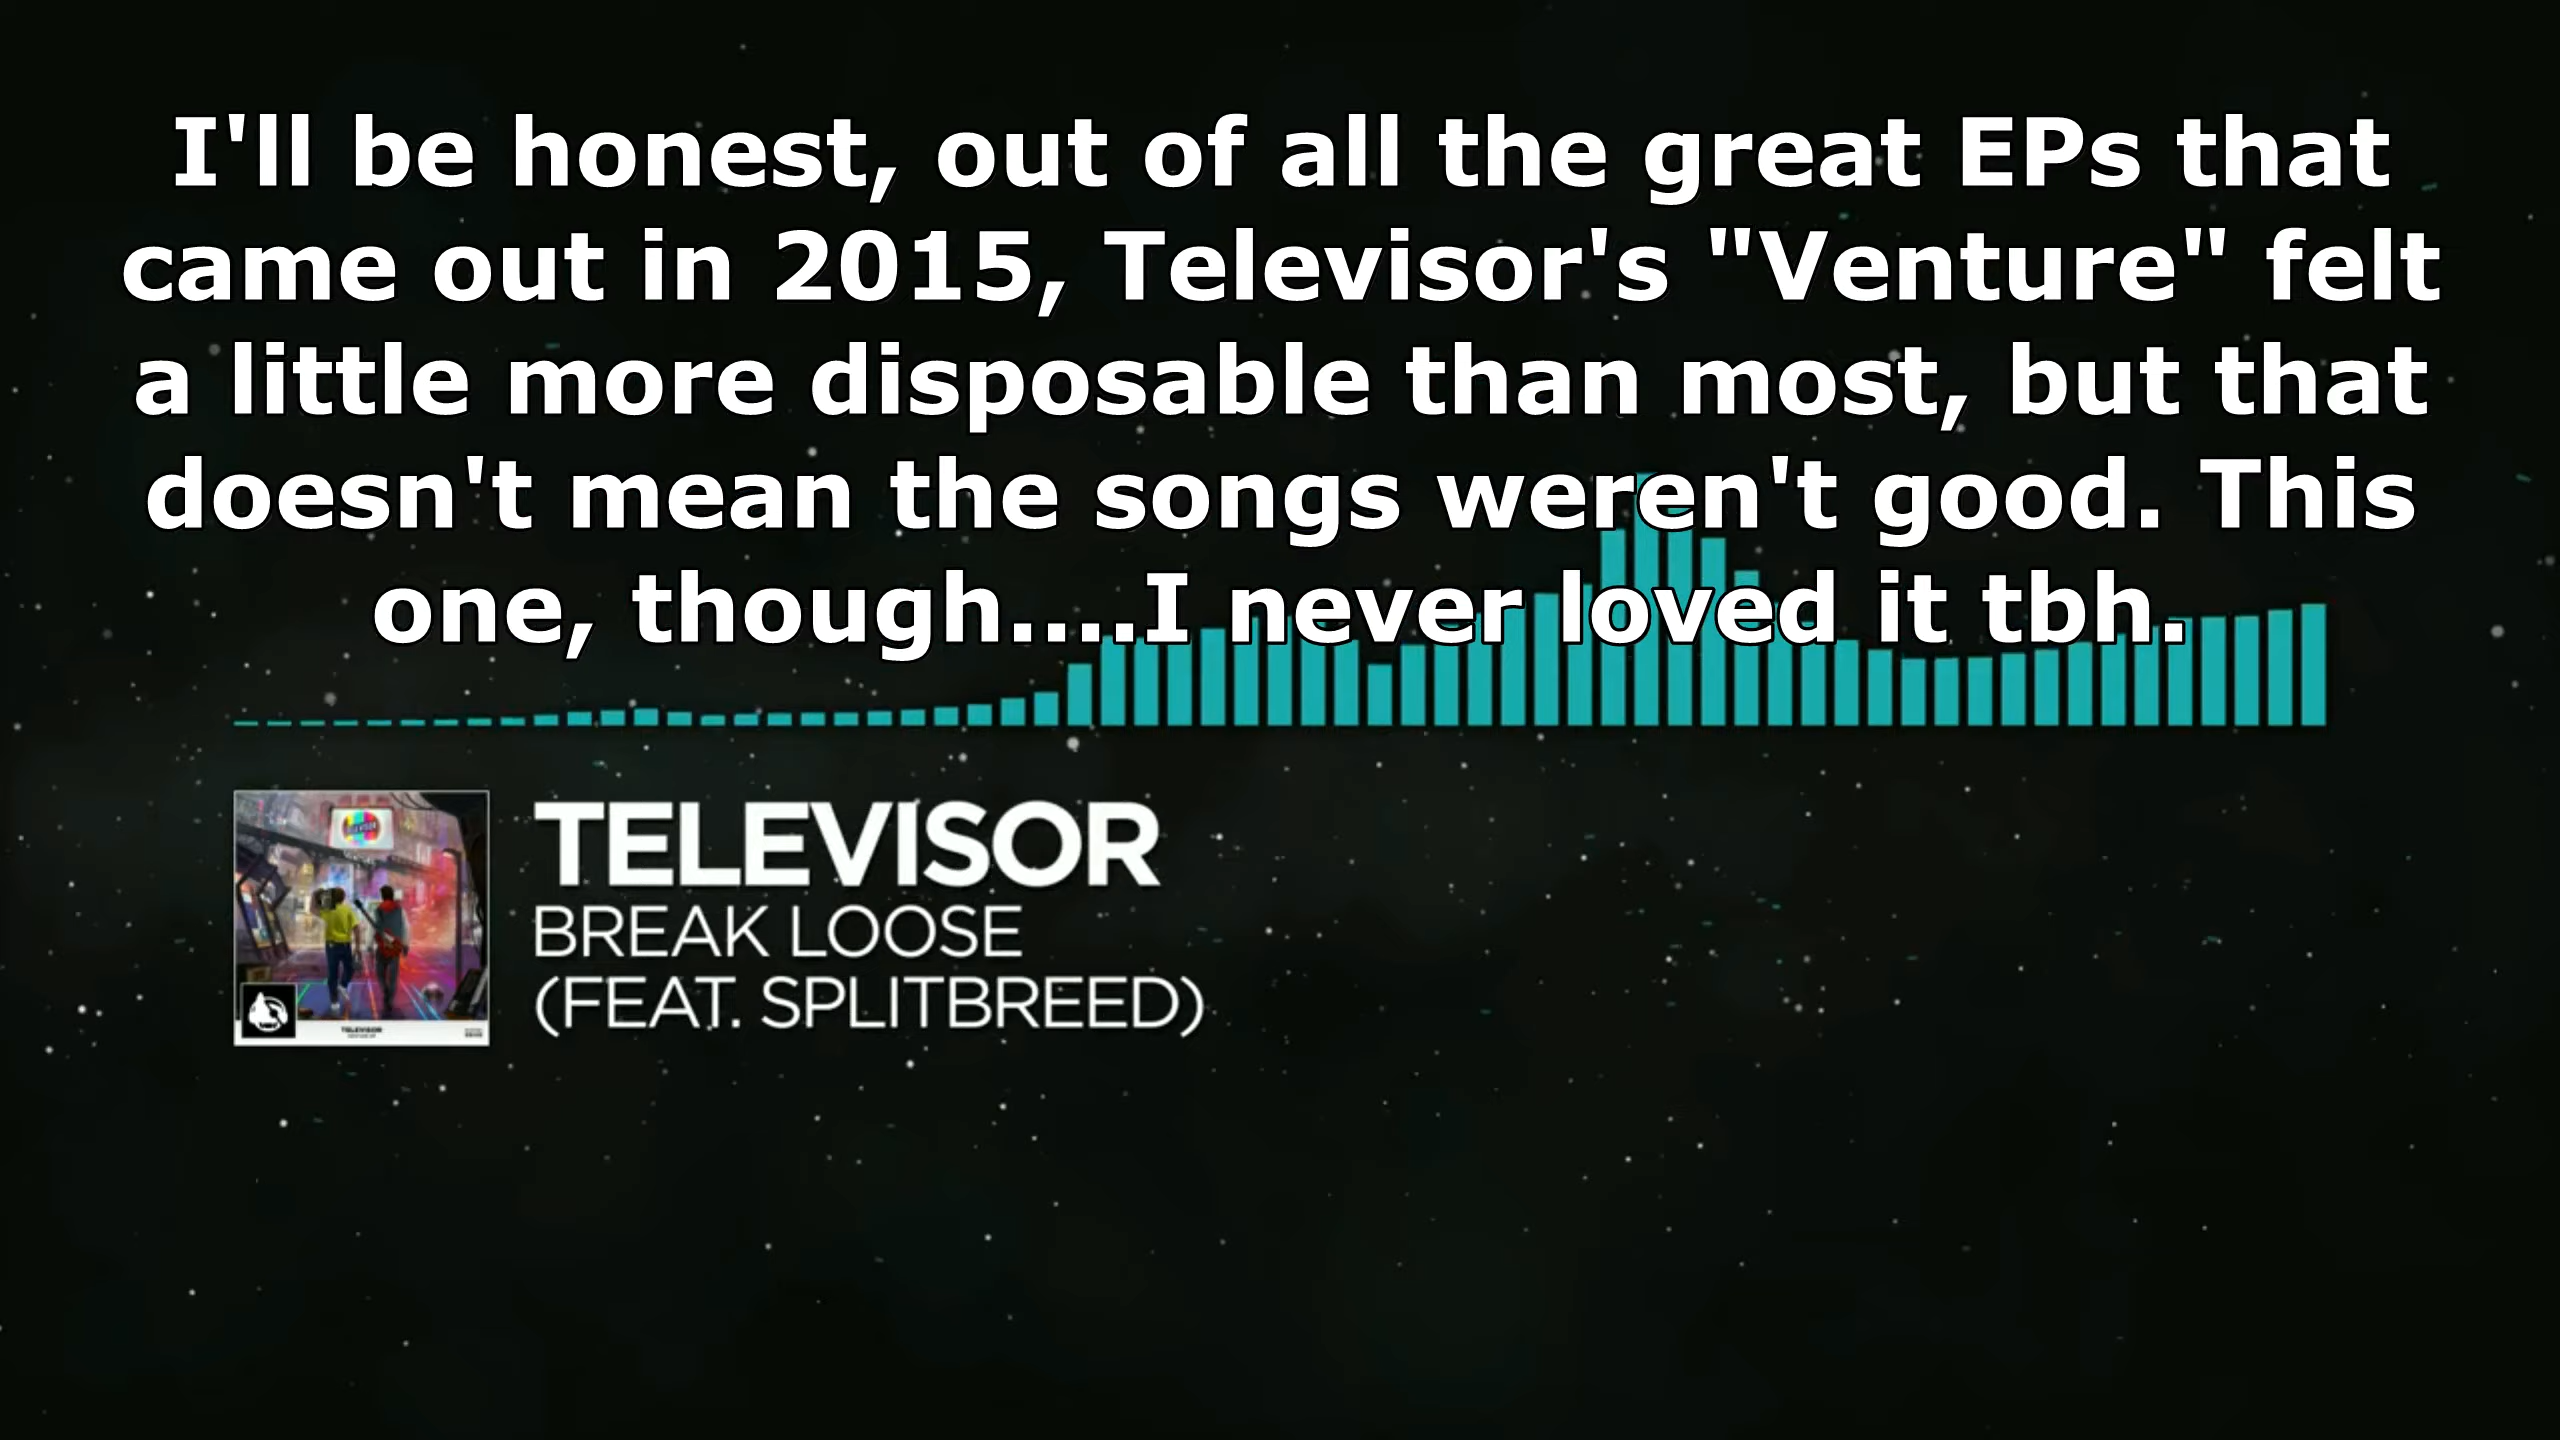 I'll be honest, out of all the great EPs that
came out in 2015, Televisor's "Venture" felt
a little more disposable than most, but that
doesn't mean the songs weren't good. This
one, though....I never loved it tbh.
TELEVISOR
BREAK LOOSE
(FEAT. SPLITBREED)
TELEVISOR